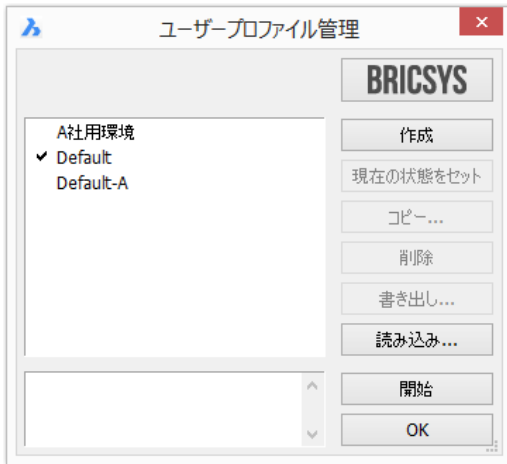 ユーザープロファイル管理
BRICSYS
A社用環境
Default
Default-A
作成
現在の状態をセット
コピー...
削除
書き出し...
読み込み...
開始
OK